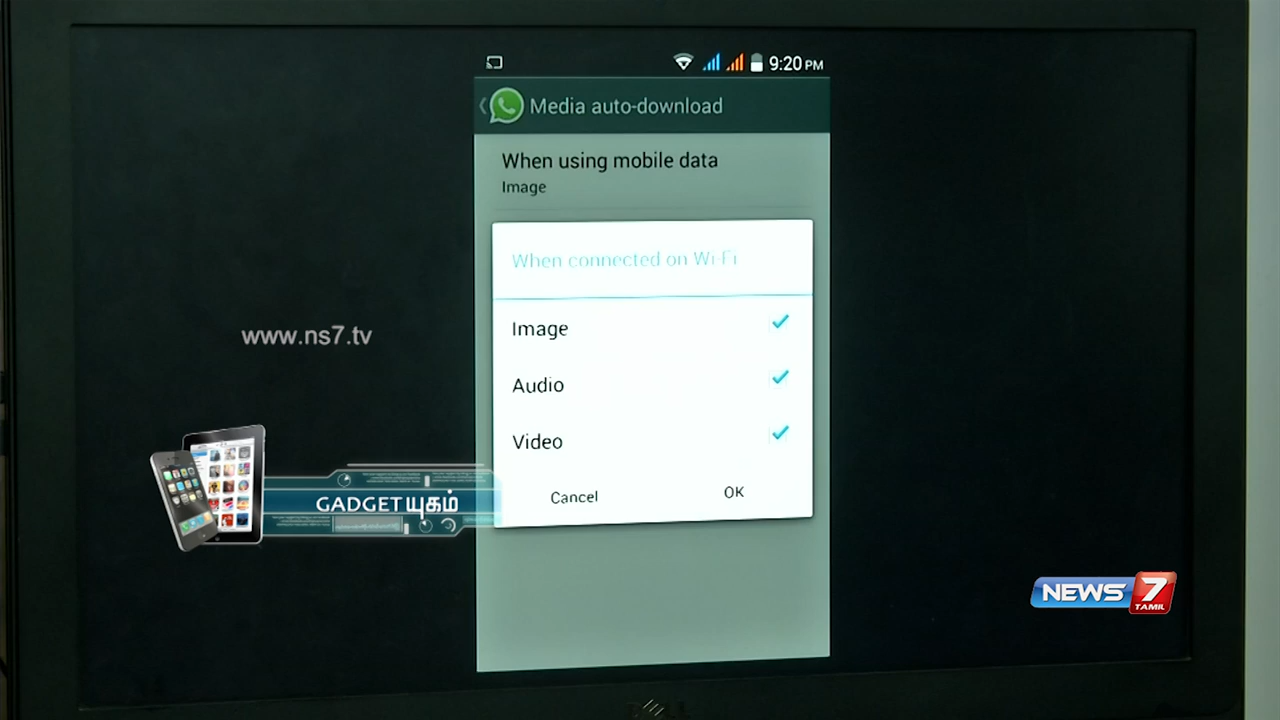 9:20 PM
Media auto-download
When using mobile data
Image
When connected on Wi-Fi
Image
Audio
Video
Cancel
OK
www.ns7.tv
GADGET யுகம்
NEWS 7
TAMIL